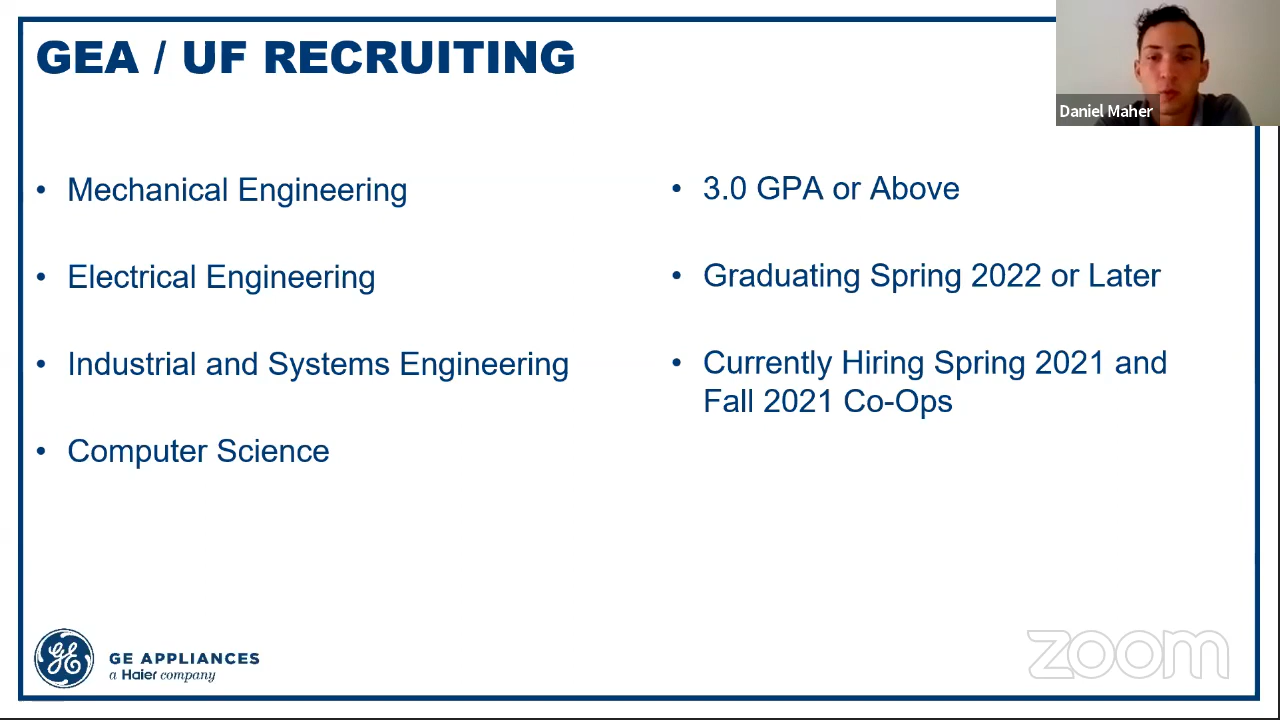 GEA / UF RECRUITING
Daniel Maher
• Mechanical Engineering
• Electrical Engineering
• Industrial and Systems Engineering
• Computer Science
• 3.0 GPA or Above
• Graduating Spring 2022 or Later
• Currently Hiring Spring 2021 and
Fall 2021 Co-Ops
GE
GE APPLIANCES
a Haier company
zoom